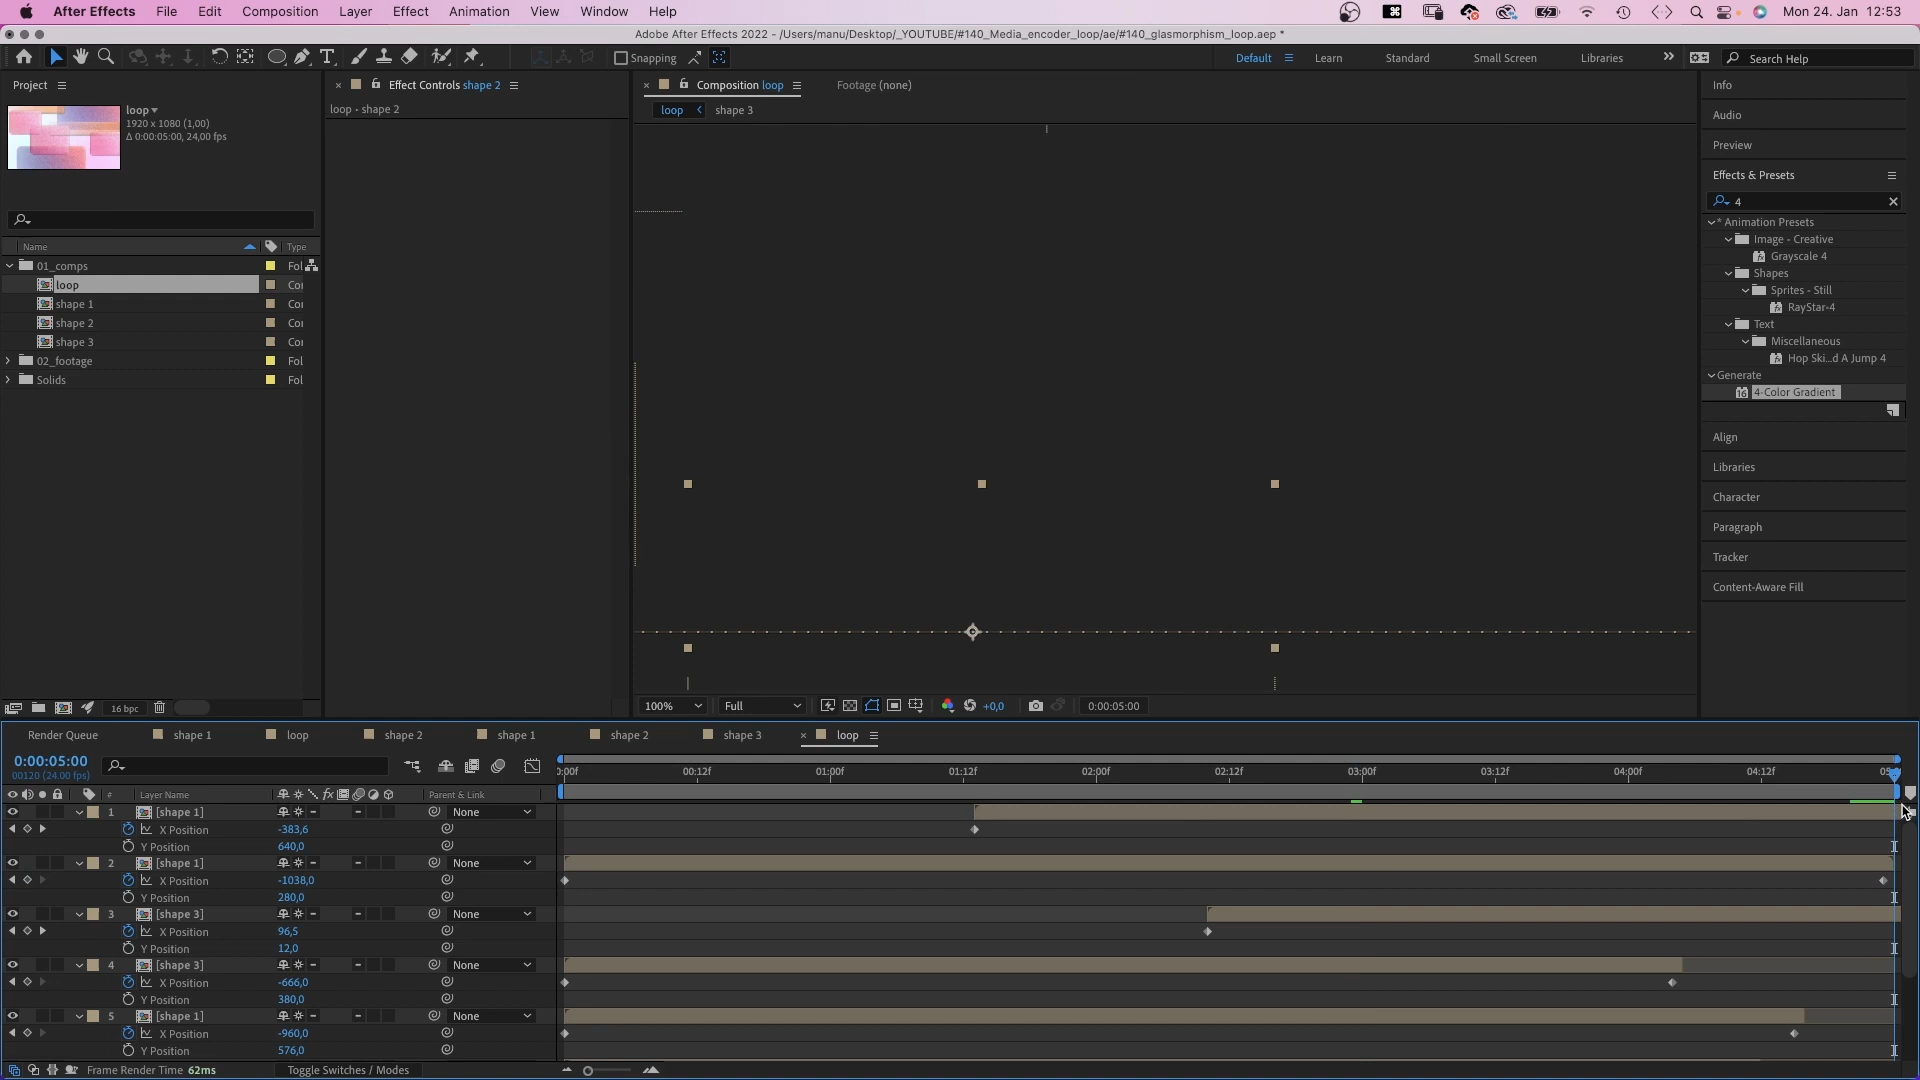 After Effects File Edit Composition Layer Effect Animation View Window Help Mon 24. Jan 12:53
Adobe After Effects 2022 - /Users/manu/Desktop/_YOUTUBE/#140_Media_encoder_loop/ae/#140_glasmorphism_loop.aep *
Snapping Default Learn Standard Small Screen Libraries Search Help
Project Effect Controls shape 2 Composition loop Footage (none) Info
loop 1920 x 1080 (1,00) Δ 0:00:05:00, 24,00 fps
loop • shape 2
loop shape 3
Audio
Preview
Effects & Presets
4
* Animation Presets
Image - Creative
Grayscale 4
Shapes
Sprites - Still
RayStar-4
Text
Miscellaneous
Hop Ski...d A Jump 4
Generate
4-Color Gradient
Align
Libraries
Character
Paragraph
Tracker
Content-Aware Fill
Name Type
01_comps Fol
loop Coı
shape 1 Coı
shape 2 Coı
shape 3 Coı
02_footage Fol
Solids Fol
16 bpc
100% Full +0,0 0:00:05:00
Render Queue shape 1 loop shape 2 shape 1 shape 2 shape 3 loop
0:00:05:00
00120 (24.00 fps)
:00f 00:12f 01:00f 01:12f 02:00f 02:12f 03:00f 03:12f 04:00f 04:12f 05:
# Layer Name Parent & Link
1 [shape 1] None
X Position -383,6
Y Position 640,0
2 [shape 1] None
X Position -1038,0
Y Position 280,0
3 [shape 3] None
X Position 96,5
Y Position 12,0
4 [shape 3] None
X Position -666,0
Y Position 380,0
5 [shape 1] None
X Position -960,0
Y Position 576,0
Frame Render Time 62ms Toggle Switches / Modes